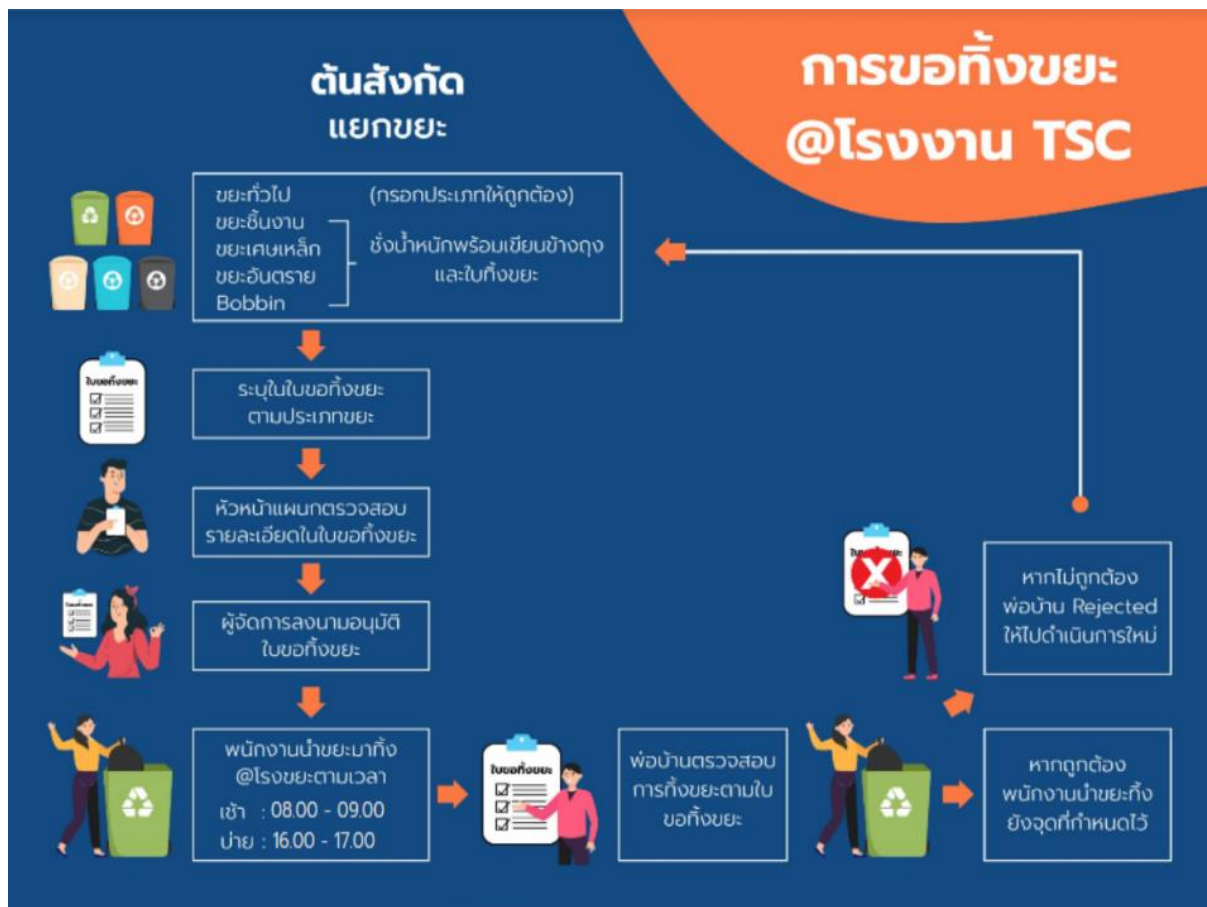 การขอทิ้งขยะ
@โรงงาน TSC
ต้นสังกัด
แยกขยะ
ขยะทั่วไป (กรอกประเภทให้ถูกต้อง)
ขยะชิ้นงาน
ขยะเศษเหล็ก
ขยะอันตราย
Bobbin
ชั่งน้ำหนักพร้อมเขียนข้างถุง
และใบทิ้งขยะ
ใบขอทิ้งขยะ
ระบุในใบขอทิ้งขยะ
ตามประเภทขยะ
หัวหน้าแผนกตรวจสอบ
รายละเอียดในใบขอทิ้งขยะ
ผู้จัดการลงนามอนุมัติ
ใบขอทิ้งขยะ
พนักงานนำขยะมาทิ้ง
@โรงขยะตามเวลา
เช้า : 08.00 - 09.00
บ่าย : 16.00 - 17.00
ใบขอทิ้งขยะ
พ่อบ้านตรวจสอบ
การทิ้งขยะตามใบ
ขอทิ้งขยะ
X
หากไม่ถูกต้อง
พ่อบ้าน Rejected
ให้ไปดำเนินการใหม่
หากถูกต้อง
พนักงานนำขยะทิ้ง
ยังจุดที่กำหนดไว้